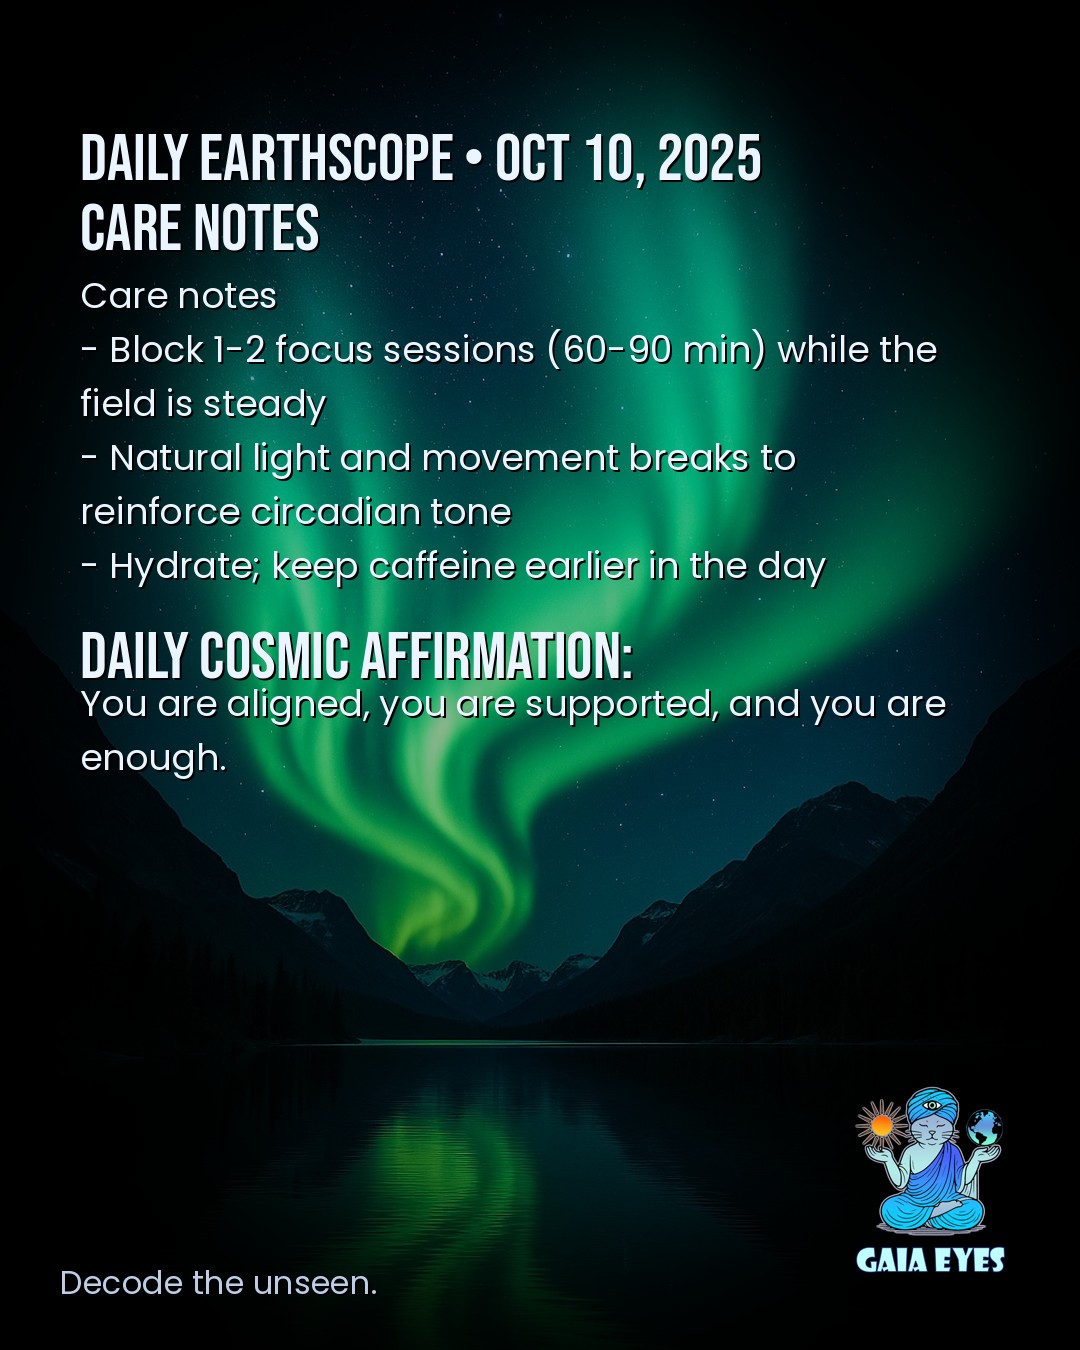 DAILY EARTHSCOPE • OCT 10, 2025
CARE NOTES
Care notes
- Block 1-2 focus sessions (60-90 min) while the
field is steady
- Natural light and movement breaks to
reinforce circadian tone
- Hydrate; keep caffeine earlier in the day
DAILY COSMIC AFFIRMATION:
You are aligned, you are supported, and you are
enough.
GAIA EYES
Decode the unseen.